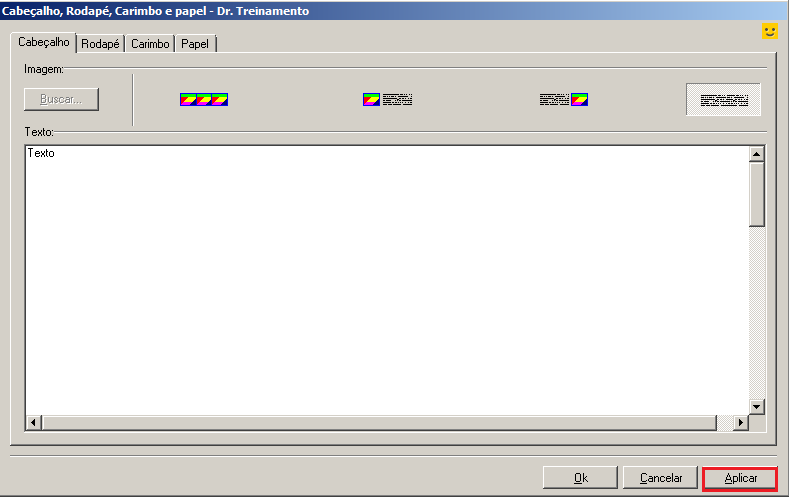 Cabeçalho, Rodapé, Carimbo e papel - Dr. Treinamento
Cabeçalho Rodapé Carimbo Papel
Imagem:
Buscar...
Texto:
Texto
Ok Cancelar Aplicar